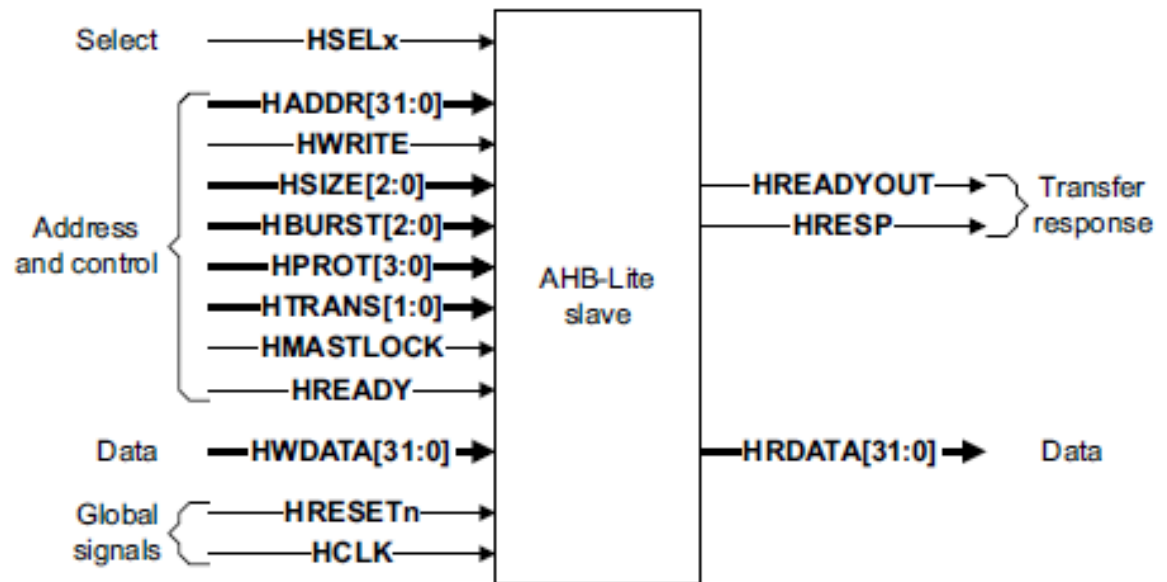 Select
HSELx
HADDR[31:0]
HWRITE
HSIZE[2:0]
HBURST[2:0]
HPROT[3:0]
HTRANS[1:0]
HMASTLOCK
HREADY
Address
and control
Data
HWDATA[31:0]
Global
signals
HRESETn
HCLK
AHB-Lite
slave
HREADYOUT
HRESP
Transfer
response
HRDATA[31:0]
Data